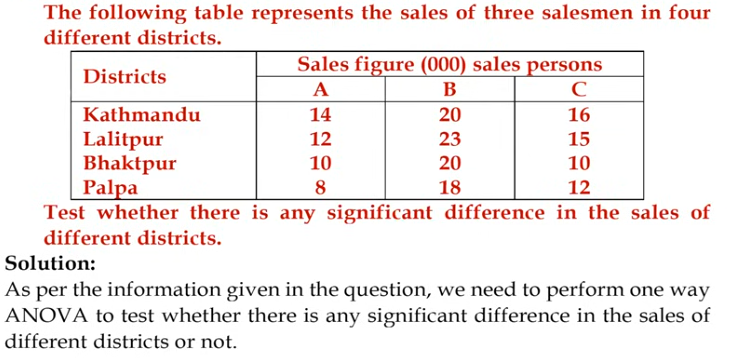 The following table represents the sales of three salesmen in four
different districts.
Districts Sales figure (000) sales persons
A B C
Kathmandu 14 20 16
Lalitpur 12 23 15
Bhaktpur 10 20 10
Palpa 8 18 12
Test whether there is any significant difference in the sales of
different districts.
Solution:
As per the information given in the question, we need to perform one way
ANOVA to test whether there is any significant difference in the sales of
different districts or not.